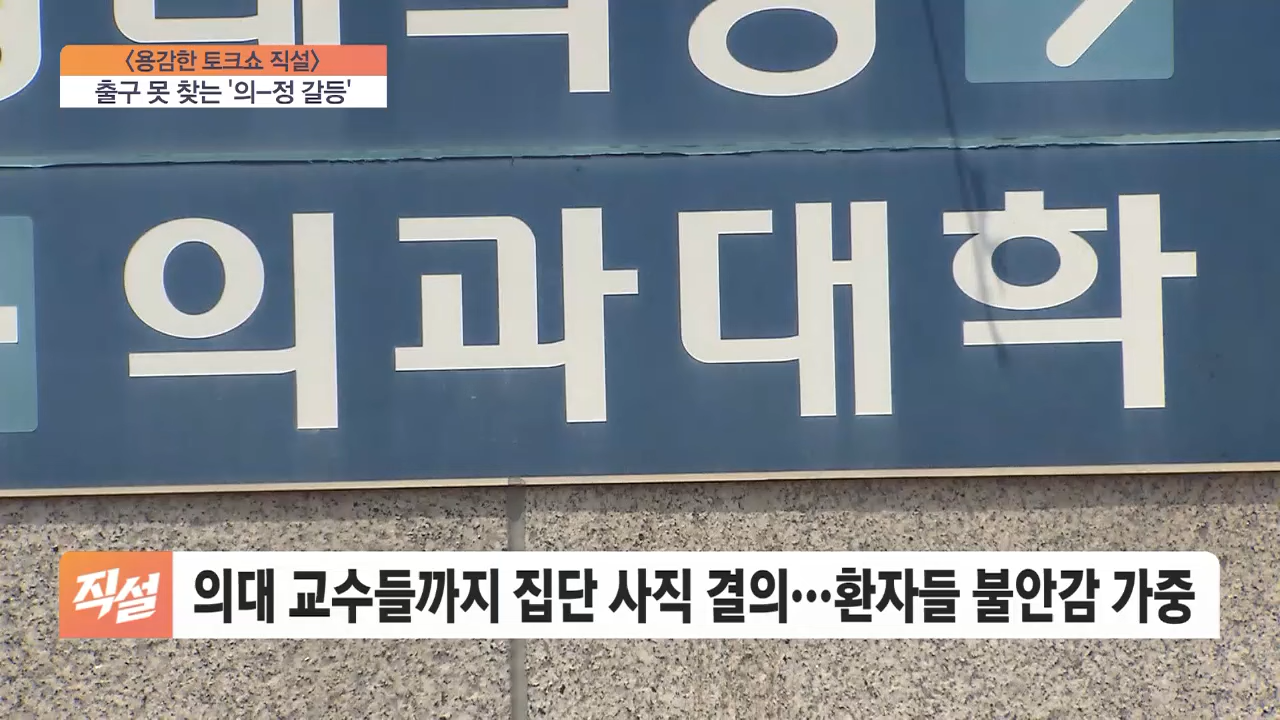 <용감한 토크쇼 직설>
출구 못 찾는 '의-정 갈등'
의과대학
직설
의대 교수들까지 집단 사직 결의…환자들 불안감 가중